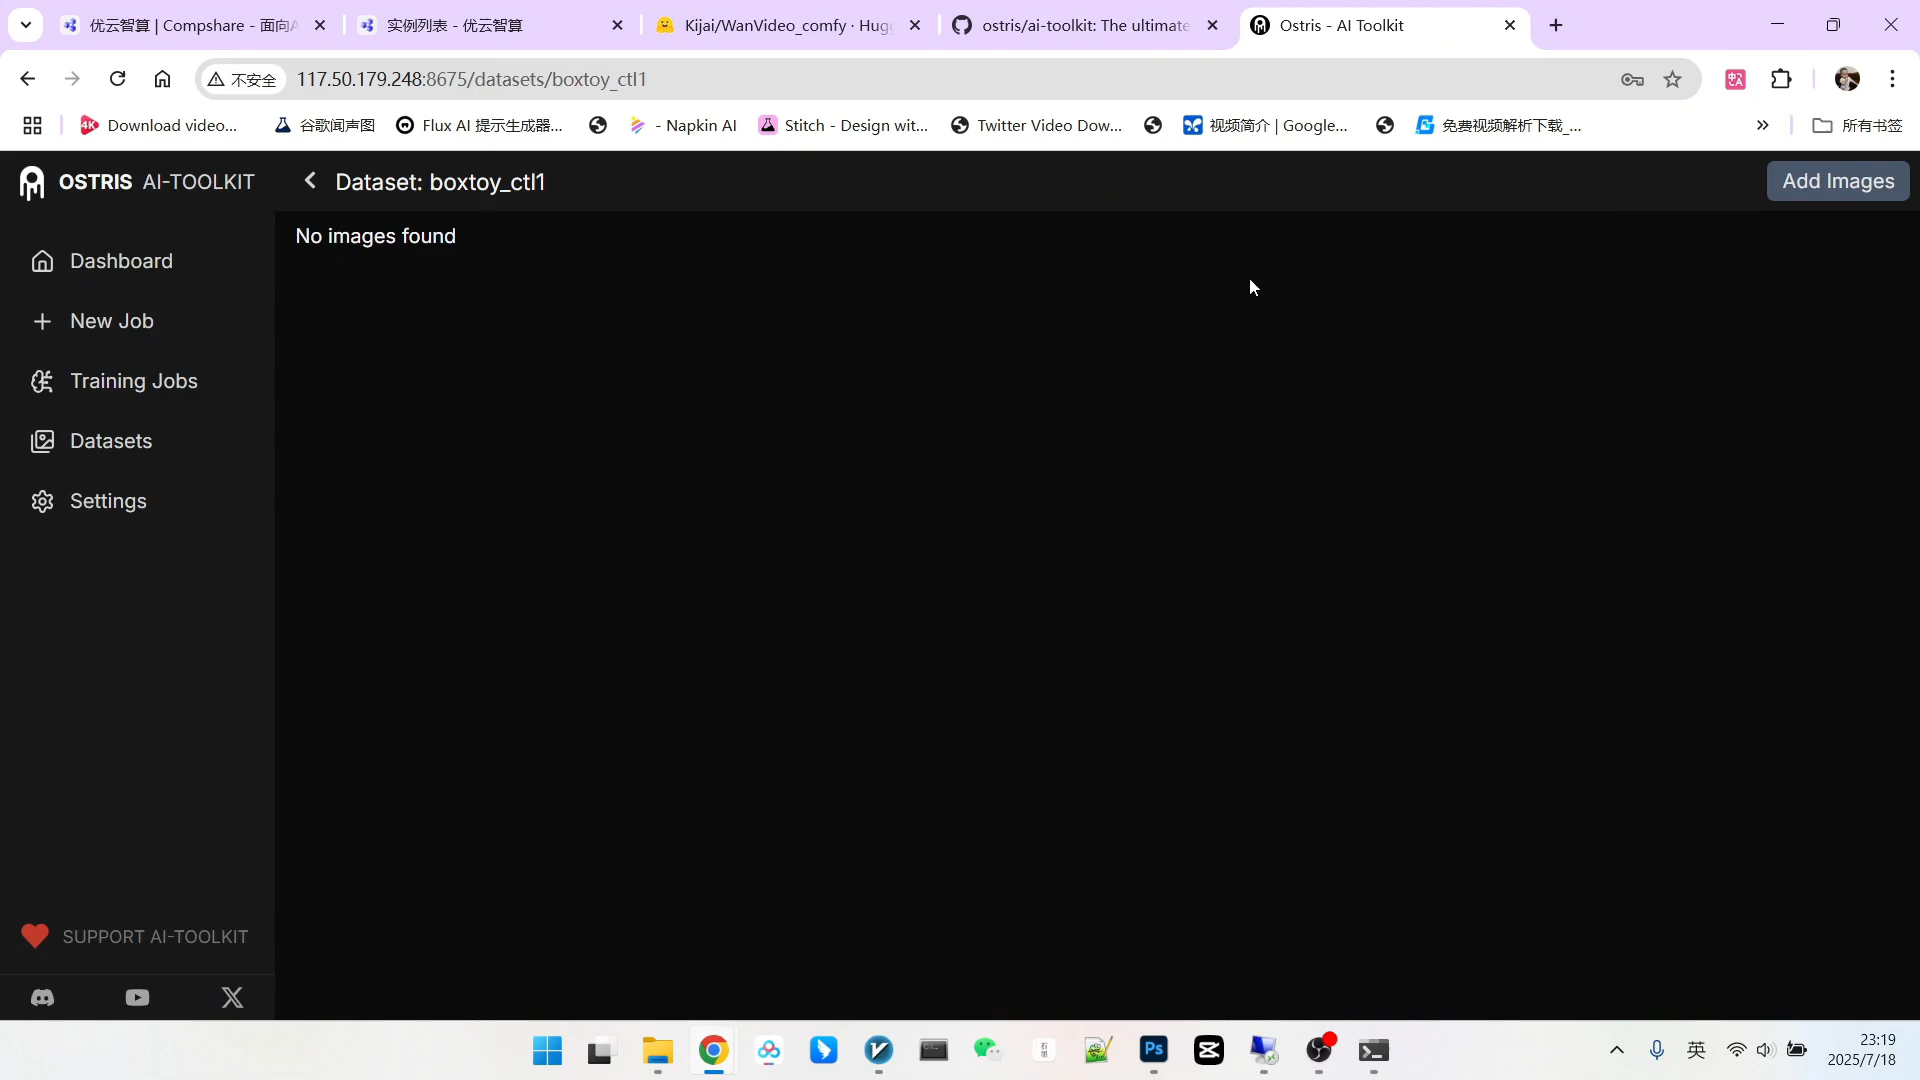 优云智算 | Compshare - 面向A
实例列表 - 优云智算
Kijai/WanVideo_comfy · Hugg
ostris/ai-toolkit: The ultimate
Ostris - AI Toolkit
不安全
117.50.179.248:8675/datasets/boxtoy_ctl1
4K
Download video...
谷歌闻声图
Flux AI 提示生成器...
- Napkin AI
Stitch - Design wit...
Twitter Video Dow...
视频简介 | Google...
免费视频解析下载_...
所有书签
OSTRIS AI-TOOLKIT
Dataset: boxtoy_ctl1
Add Images
No images found
Dashboard
New Job
Training Jobs
Datasets
Settings
SUPPORT AI-TOOLKIT
石墨
Ps
英
23:19
2025/7/18